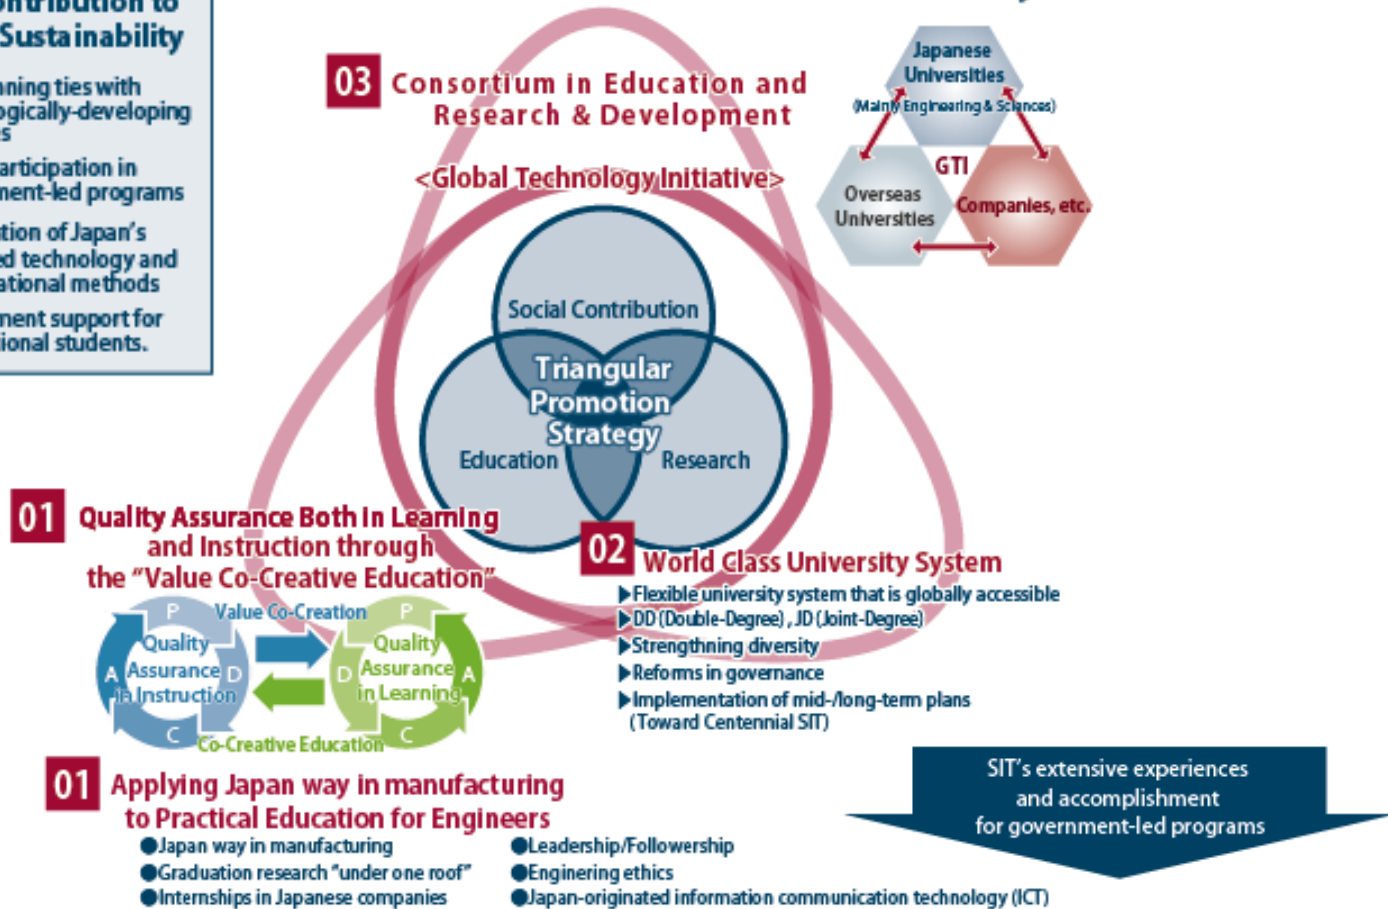 ntribution to
Sustainability
nning ties with
ogically-developing
s
articipation in
ment-led programs
tion of Japan's
ed technology and
ational methods
ment support for
ional students.
03 Consortium in Education and
Research & Development
<Global Technology Initiative>
Japanese
Universities
(Mainly Engineering & Sciences)
GTI
Overseas
Universities
Companies, etc.
Social Contribution
Triangular
Promotion
Strategy
Education
Research
01 Quality Assurance Both in Learning
and Instruction through
the “Value Co-Creative Education”
Value Co-Creation
P
Quality
Assurance
in Instruction
A
D
C
P
Quality
Assurance
in Learning
D
A
C
Co-Creative Education
02 World Class University System
Flexible university system that is globally accessible
DD (Double-Degree) , JD (Joint-Degree)
Strengthning diversity
Reforms in governance
Implementation of mid-/long-term plans
(Toward Centennial SIT)
01 Applying Japan way in manufacturing
to Practical Education for Engineers
●Japan way in manufacturing
●Graduation research “under one roof”
●Internships in Japanese companies
●Leadership/Followership
●Enginering ethics
●Japan-originated information communication technology (ICT)
SIT's extensive experiences
and accomplishment
for government-led programs